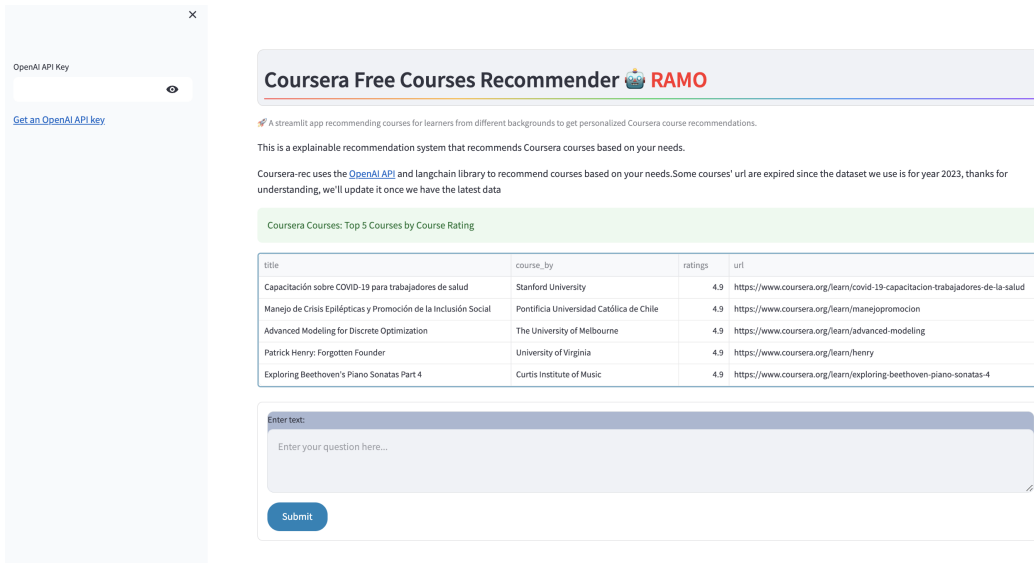 OpenAI API Key
Get an OpenAI API key
Coursera Free Courses Recommender 🤖 RAMO
🚀 A streamlit app recommending courses for learners from different backgrounds to get personalized Coursera course recommendations.
This is a explainable recommendation system that recommends Coursera courses based on your needs.
Coursera-rec uses the OpenAI API and langchain library to recommend courses based on your needs.Some courses' url are expired since the dataset we use is for year 2023, thanks for
understanding, we'll update it once we have the latest data
Coursera Courses: Top 5 Courses by Course Rating
title course_by ratings url
Capacitación sobre COVID-19 para trabajadores de salud Stanford University 4.9 https://www.coursera.org/learn/covid-19-capacitacion-trabajadores-de-la-salud
Manejo de Crisis Epilépticas y Promoción de la Inclusión Social Pontificia Universidad Católica de Chile 4.9 https://www.coursera.org/learn/manejopromocion
Advanced Modeling for Discrete Optimization The University of Melbourne 4.9 https://www.coursera.org/learn/advanced-modeling
Patrick Henry: Forgotten Founder University of Virginia 4.9 https://www.coursera.org/learn/henry
Exploring Beethoven's Piano Sonatas Part 4 Curtis Institute of Music 4.9 https://www.coursera.org/learn/exploring-beethoven-piano-sonatas-4
Enter text:
Enter your question here...
Submit